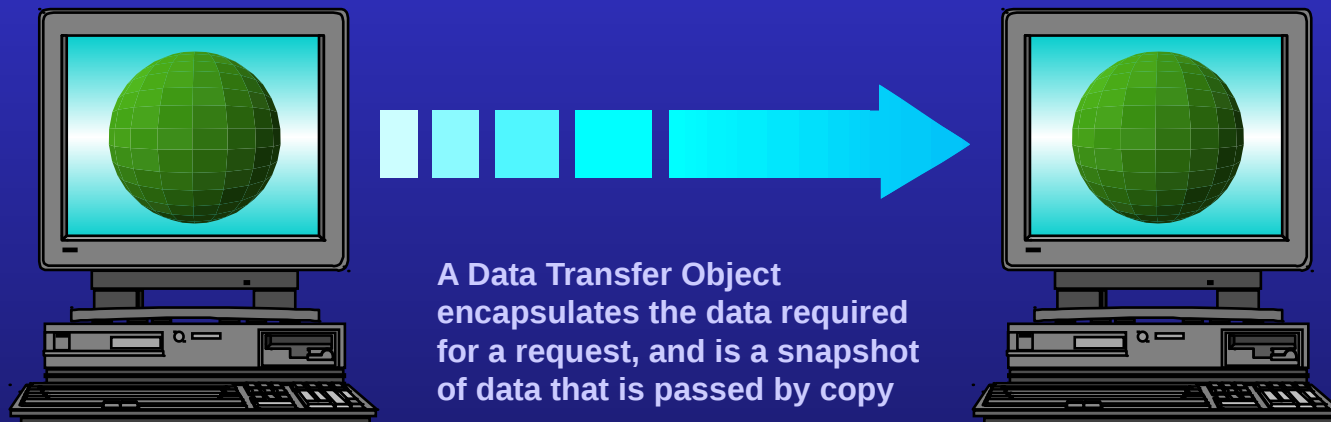 A Data Transfer Object
encapsulates the data required
for a request, and is a snapshot
of data that is passed by copy